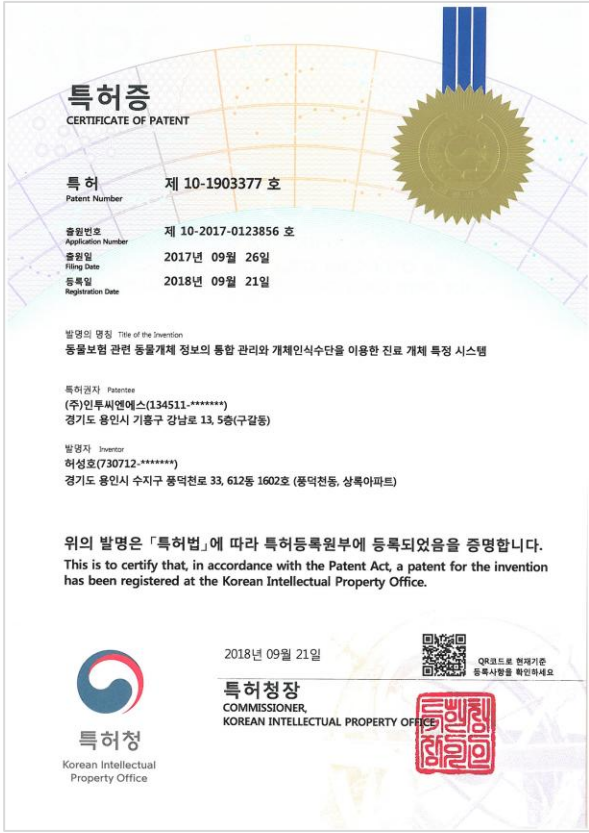 특허증
CERTIFICATE OF PATENT
특 허 제 10-1903377 호
Patent Number
출원번호 제 10-2017-0123856 호
Application Number
출원일 2017년 09월 26일
Filing Date
등록일 2018년 09월 21일
Registration Date
발명의 명칭 Title of the Invention
동물보험 관련 동물개체 정보의 통합 관리와 개체인식수단을 이용한 진료 개체 특정 시스템
특허권자 Patentee
(주)인투씨엔에스(134511-*******)
경기도 용인시 기흥구 강남로 13, 5층(구갈동)
발명자 Inventor
허성호(730712-*******)
경기도 용인시 수지구 풍덕천로 33, 612동 1602호 (풍덕천동, 상록아파트)
위의 발명은 「특허법」에 따라 특허등록원부에 등록되었음을 증명합니다.
This is to certify that, in accordance with the Patent Act, a patent for the invention
has been registered at the Korean Intellectual Property Office.
2018년 09월 21일
QR코드로 현재기준
등록사항을 확인하세요
특허청장
COMMISSIONER,
KOREAN INTELLECTUAL PROPERTY OFFICE
특허청
Korean Intellectual
Property Office